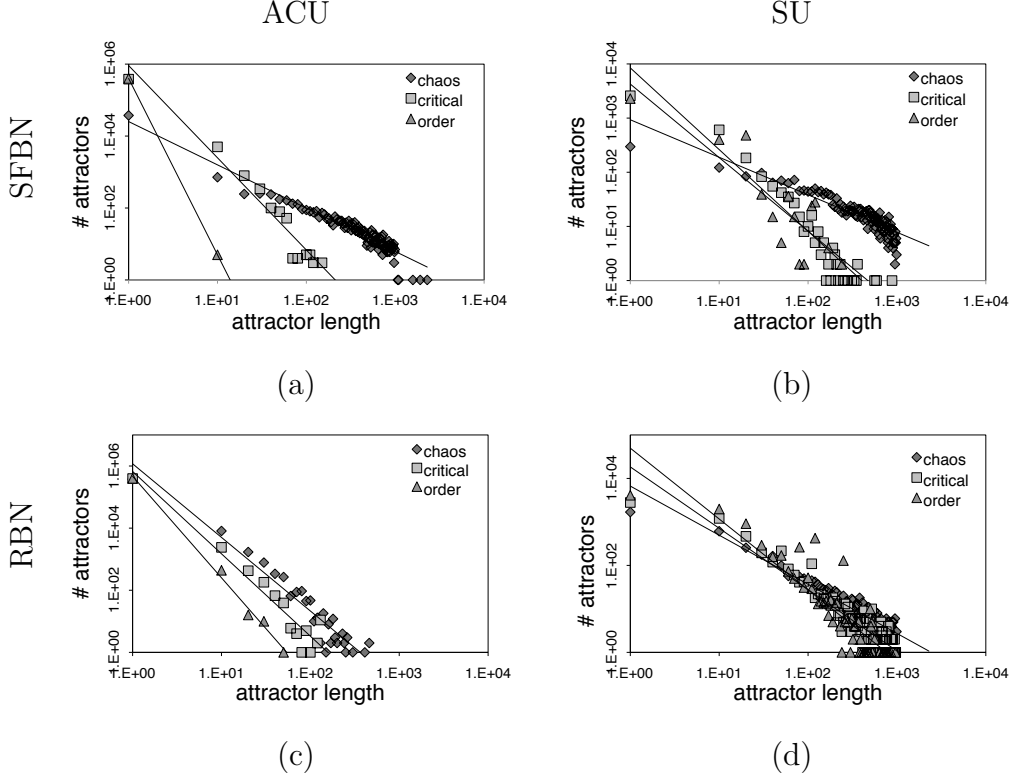 ACU SU
SFBN
# attractors
1.E+06
1.E+04
1.E+02
1.E+00
chaos
critical
order
1.E+00 1.E+01 1.E+02 1.E+03 1.E+04
attractor length
(a)
# attractors
1.E+04
1.E+03
1.E+02
1.E+01
1.E+00
chaos
critical
order
1.E+00 1.E+01 1.E+02 1.E+03 1.E+04
attractor length
(b)
RBN
# attractors
1.E+06
1.E+04
1.E+02
1.E+00
chaos
critical
order
1.E+00 1.E+01 1.E+02 1.E+03 1.E+04
attractor length
(c)
# attractors
1.E+04
1.E+02
1.E+00
chaos
critical
order
1.E+00 1.E+01 1.E+02 1.E+03 1.E+04
attractor length
(d)